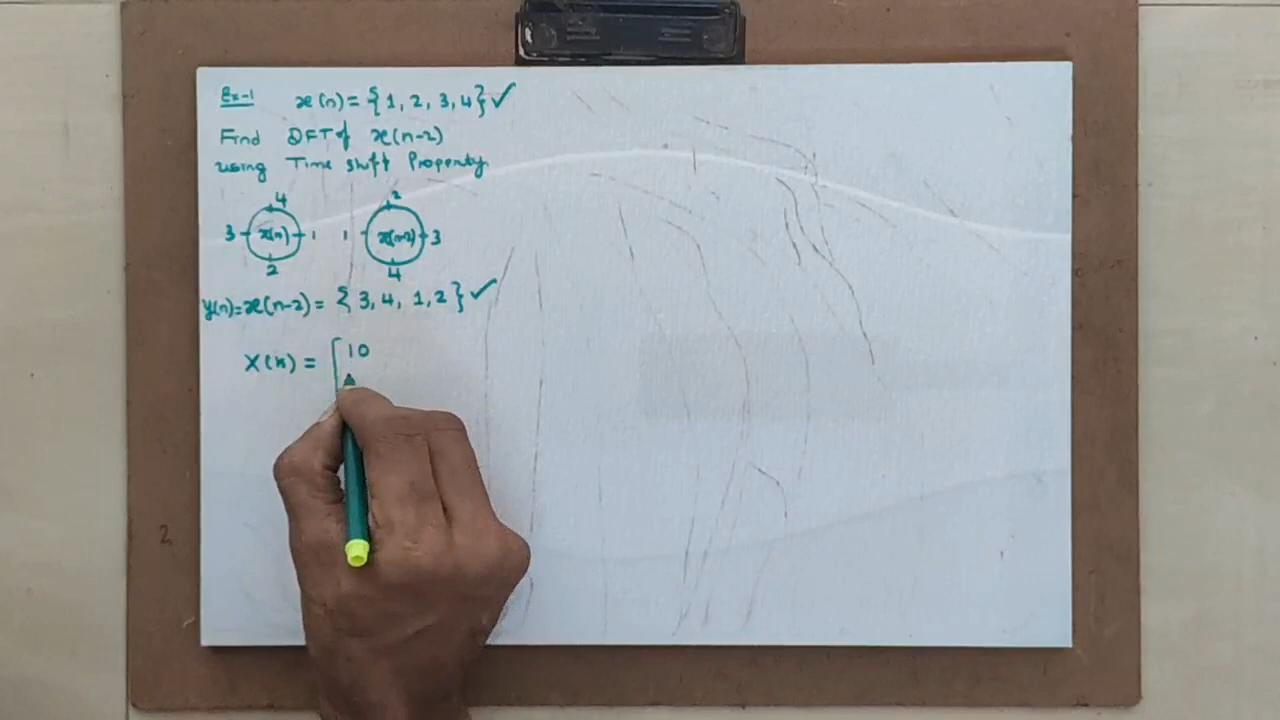 Ex-1 x(n) = {1, 2, 3, 4} ✓
Find DFT of x(n-2)
using Time shift Property
4 2
3 x(n) 1 1 x(n-2) 3
2 4
y(n)=x(n-2) = {3, 4, 1, 2} ✓
X(k) = [10